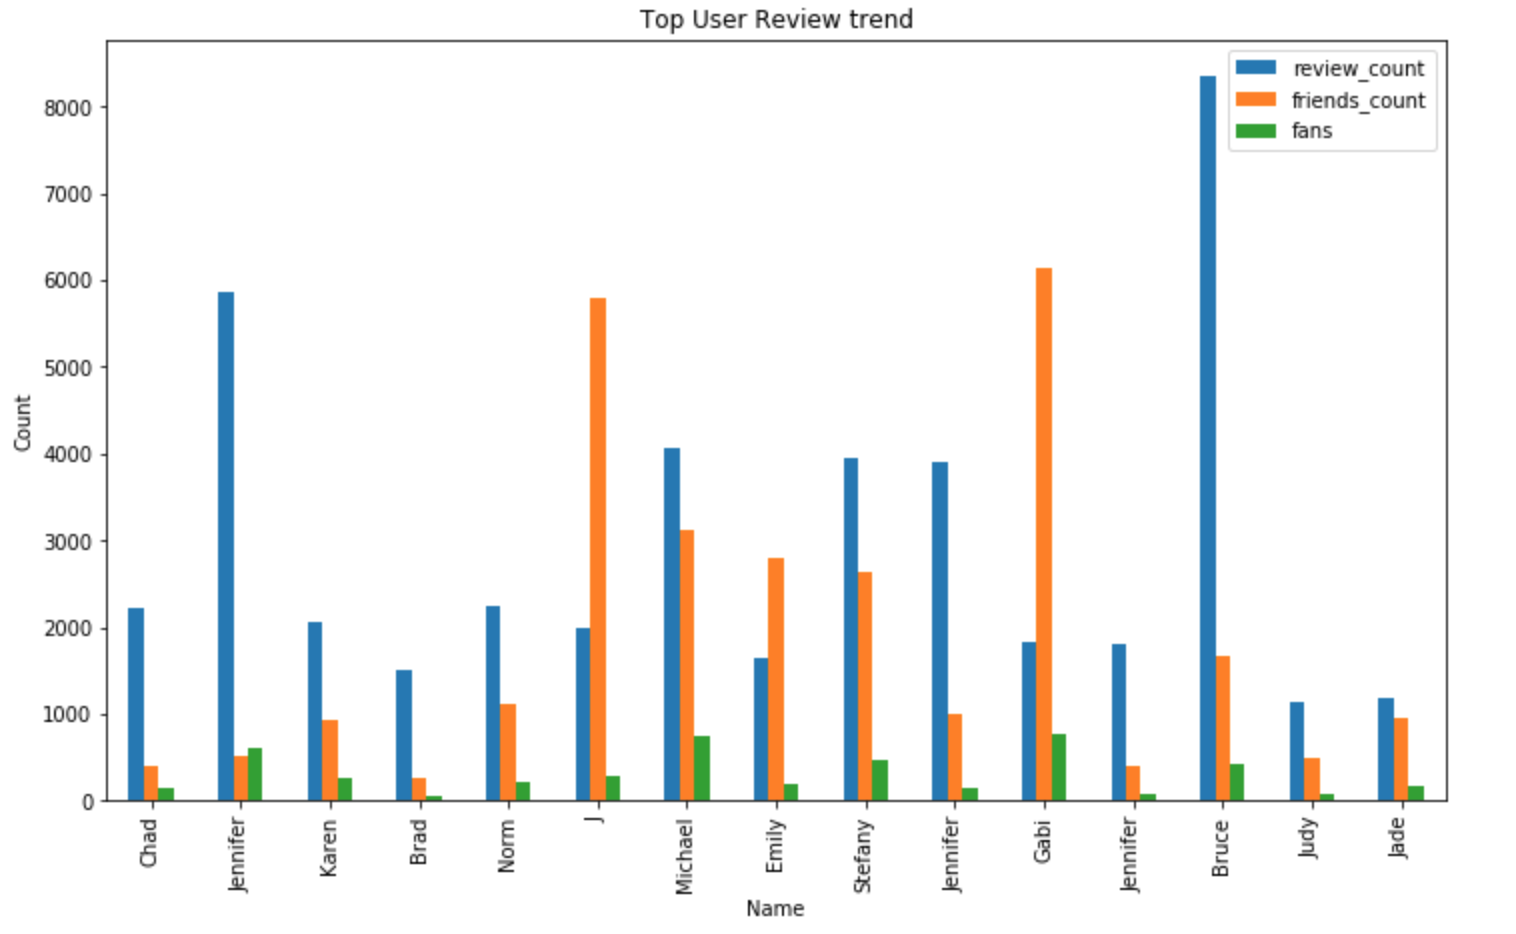 Top User Review trend
review_count
friends_count
fans
8000
7000
6000
5000
4000
3000
2000
1000
0
Count
Chad
Jennifer
Karen
Brad
Norm
J
Michael
Emily
Stefany
Jennifer
Gabi
Jennifer
Bruce
Judy
Jade
Name